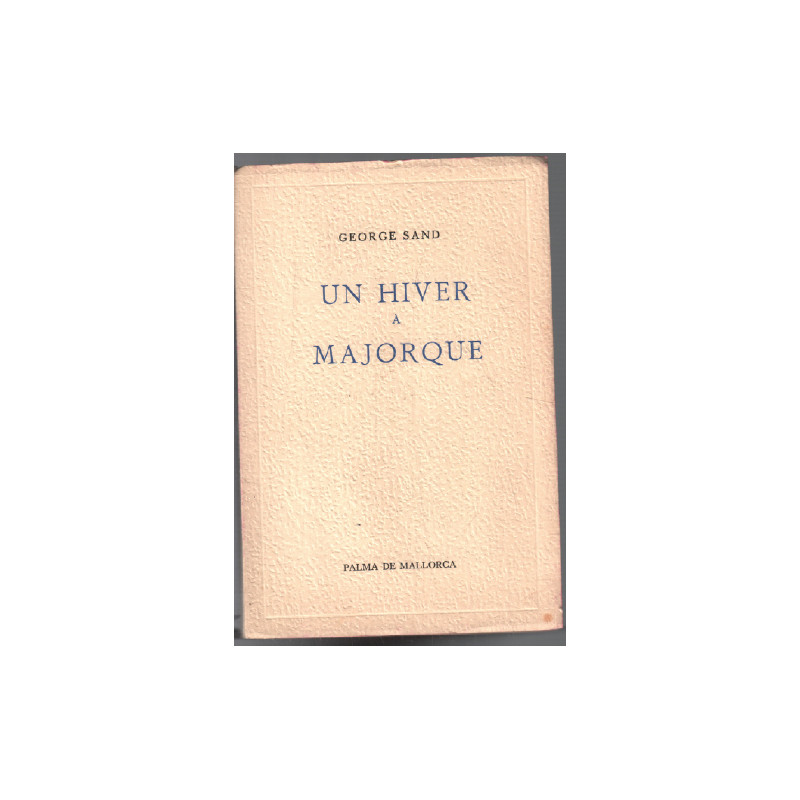 GEORGE SAND
UN HIVER
A
MAJORQUE
PALMA DE MALLORCA